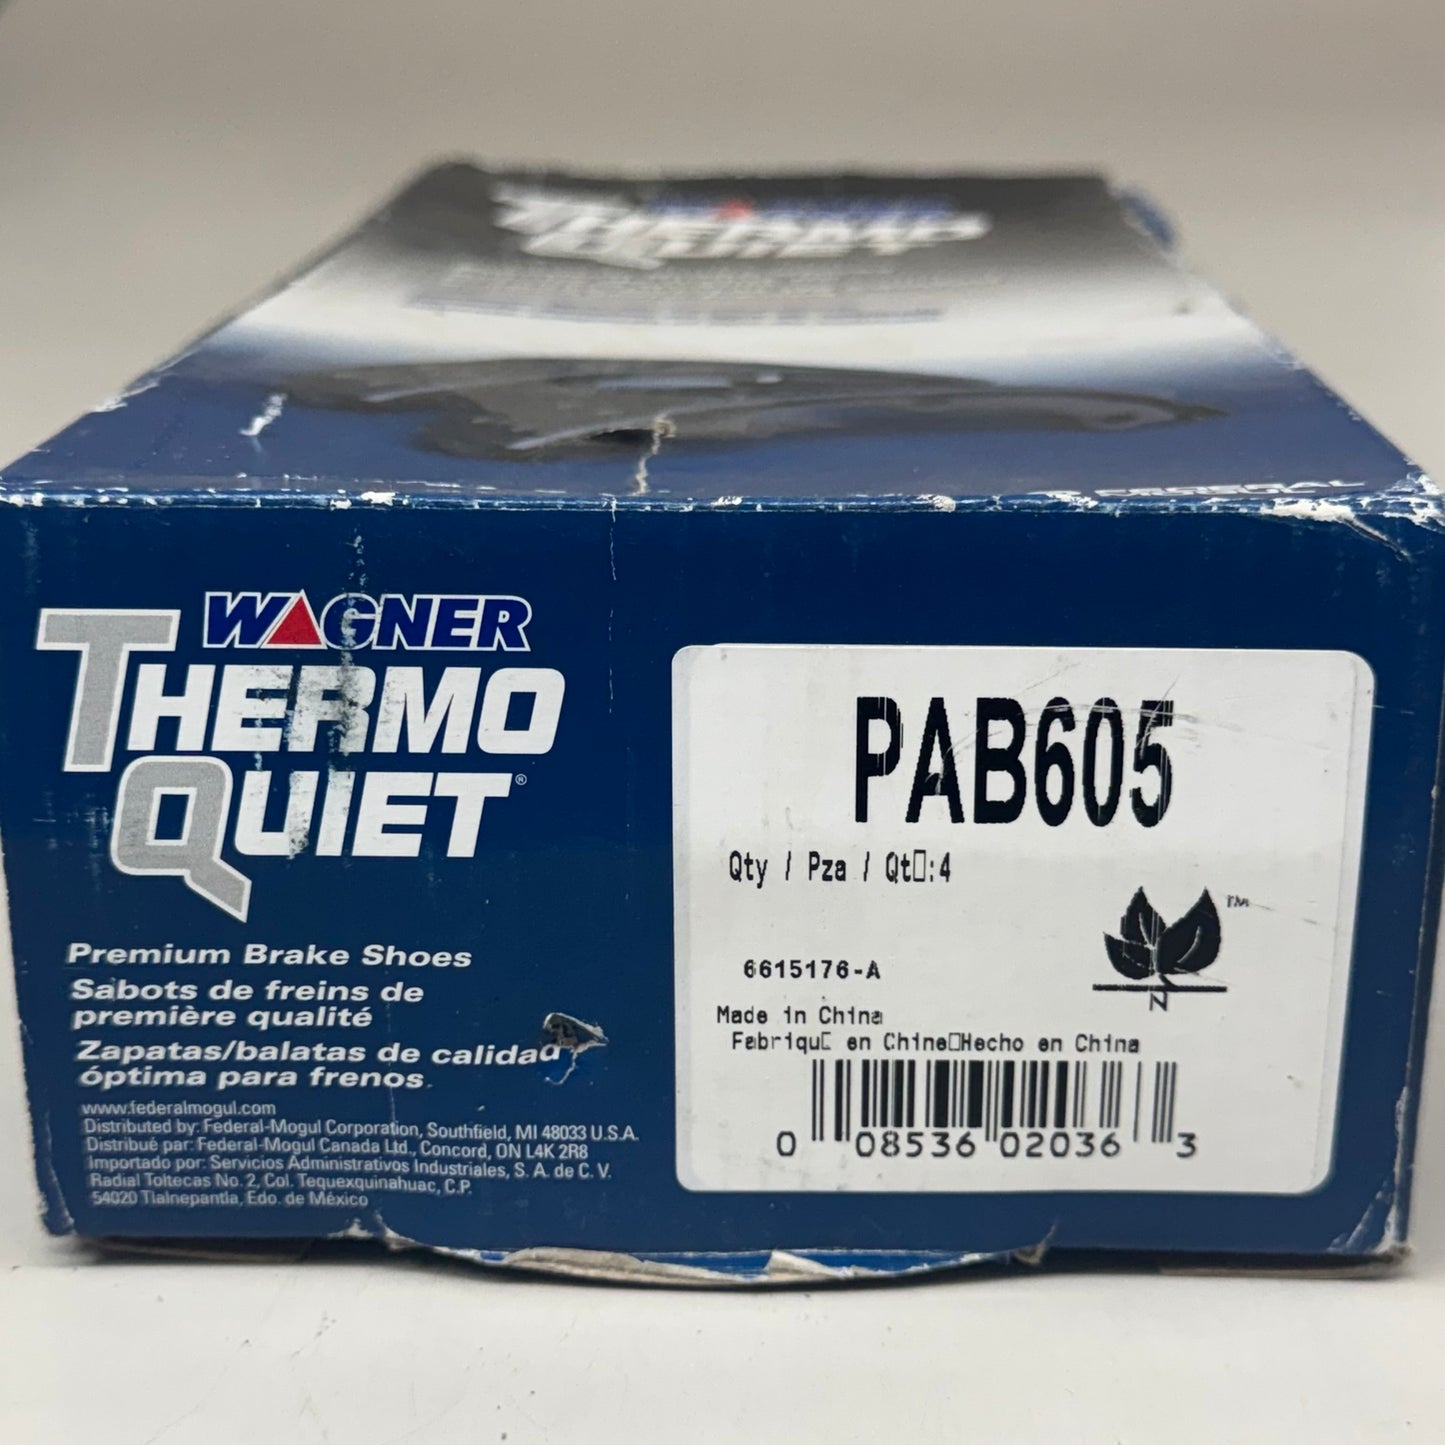 WAGNER
THERMO
QUIET®
Premium Brake Shoes
Sabots de freins de
première qualité
Zapatas/balatas de calidad
óptima para frenos.
www.federalmogul.com
Distributed by: Federal-Mogul Corporation, Southfield, MI 48033 U.S.A.
Distribué par: Federal-Mogul Canada Ltd., Concord, ON L4K 2R8
Importado por: Servicios Administrativos Industriales, S. A. de C. V.
Radial Toltecas No. 2, Col. Tequexquinahuac, C.P.
54020 Tlalnepantla, Edo. de México
PAB605
Qty / Pza / Qt□:4
TM
N
6615176-A
Made in China
Fabriqu□ en Chine□Hecho en China
0 08536 02036 3